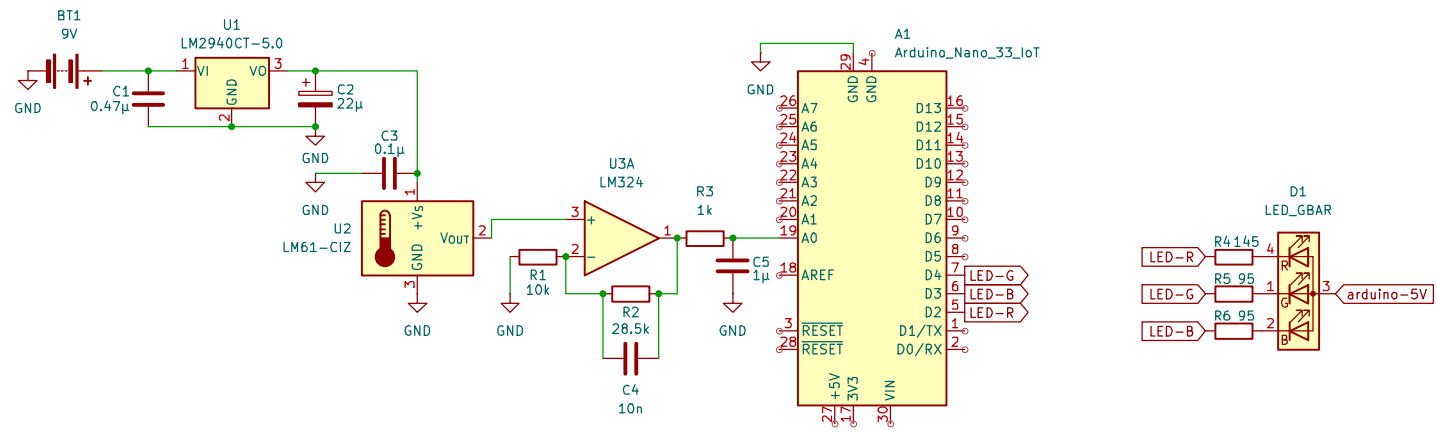 BT1
9V
+
GND
C1
0.47µ
U1
LM2940CT-5.0
1
VI
VO
3
GND
2
+
C2
22µ
GND
C3
0.1µ
GND
1
+Vs
U2
LM61-CIZ
VOUT
2
GND
3
GND
U3A
LM324
3
+
2
-
1
R1
10k
GND
R2
28.5k
C4
10n
R3
1k
C5
1µ
GND
GND
A1
Arduino_Nano_33_IoT
29
4
GND
GND
26 A7
25 A6
24 A5
23 A4
22 A3
21 A2
20 A1
19 A0
18 AREF
3 RESET
28 RESET
D13 16
D12 15
D11 14
D10 13
D9 12
D8 11
D7 10
D6 9
D5 8
D4 7 LED-G
D3 6 LED-B
D2 5 LED-R
D1/TX 1
D0/RX 2
+5V
3V3
VIN
27
17
30
D1
LED_GBAR
LED-R R4 145 4 R
LED-G R5 95 1 G
LED-B R6 95 2 B
3 arduino-5V